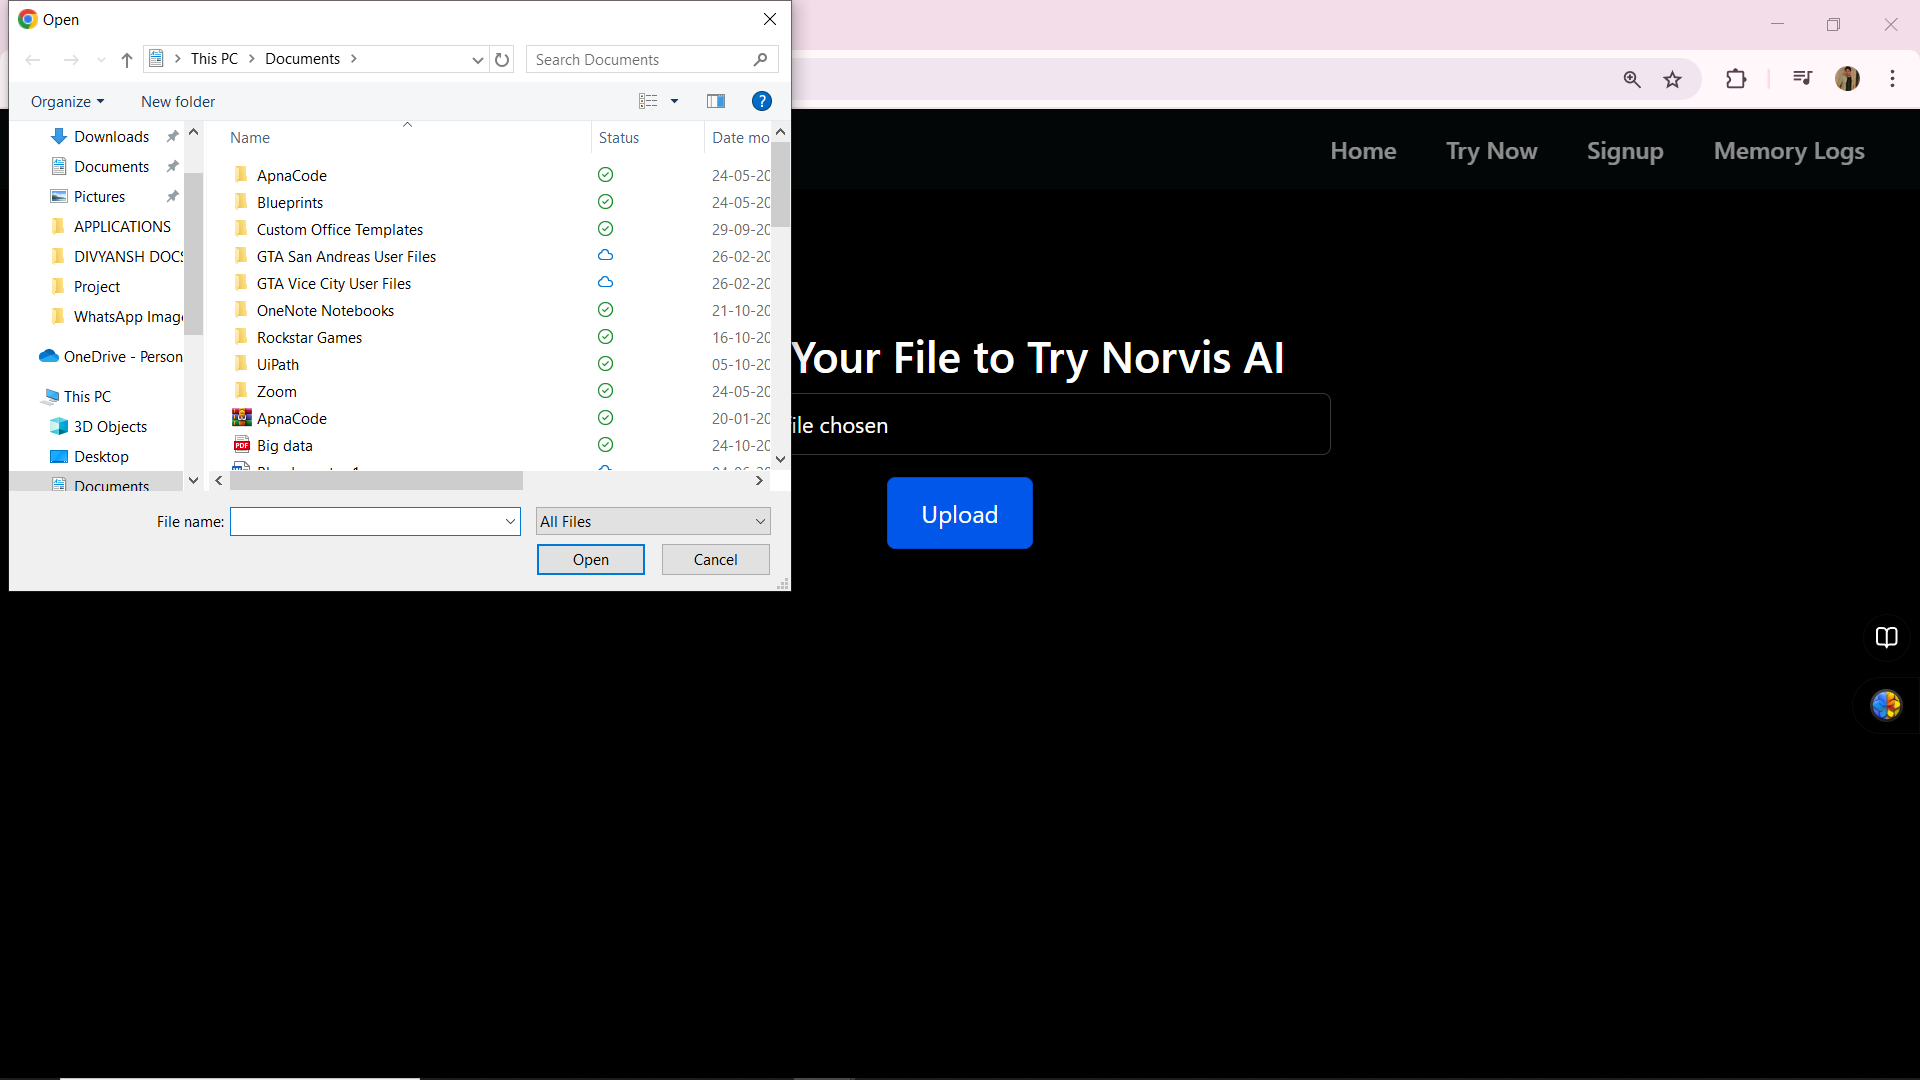 Open
This PC
Documents
Search Documents
Organize
New folder
Name
Status
Date mo
Downloads
Documents
Pictures
APPLICATIONS
DIVYANSH DOCS
Project
WhatsApp Imag
OneDrive - Person
This PC
3D Objects
Desktop
Documents
ApnaCode 24-05-20
Blueprints 24-05-20
Custom Office Templates 29-09-20
GTA San Andreas User Files 26-02-20
GTA Vice City User Files 26-02-20
OneNote Notebooks 21-10-20
Rockstar Games 16-10-20
UiPath 05-10-20
Zoom 24-05-20
ApnaCode 20-01-20
Big data 24-10-20
File name:
All Files
Open
Cancel
Home
Try Now
Signup
Memory Logs
Your File to Try Norvis AI
ile chosen
Upload